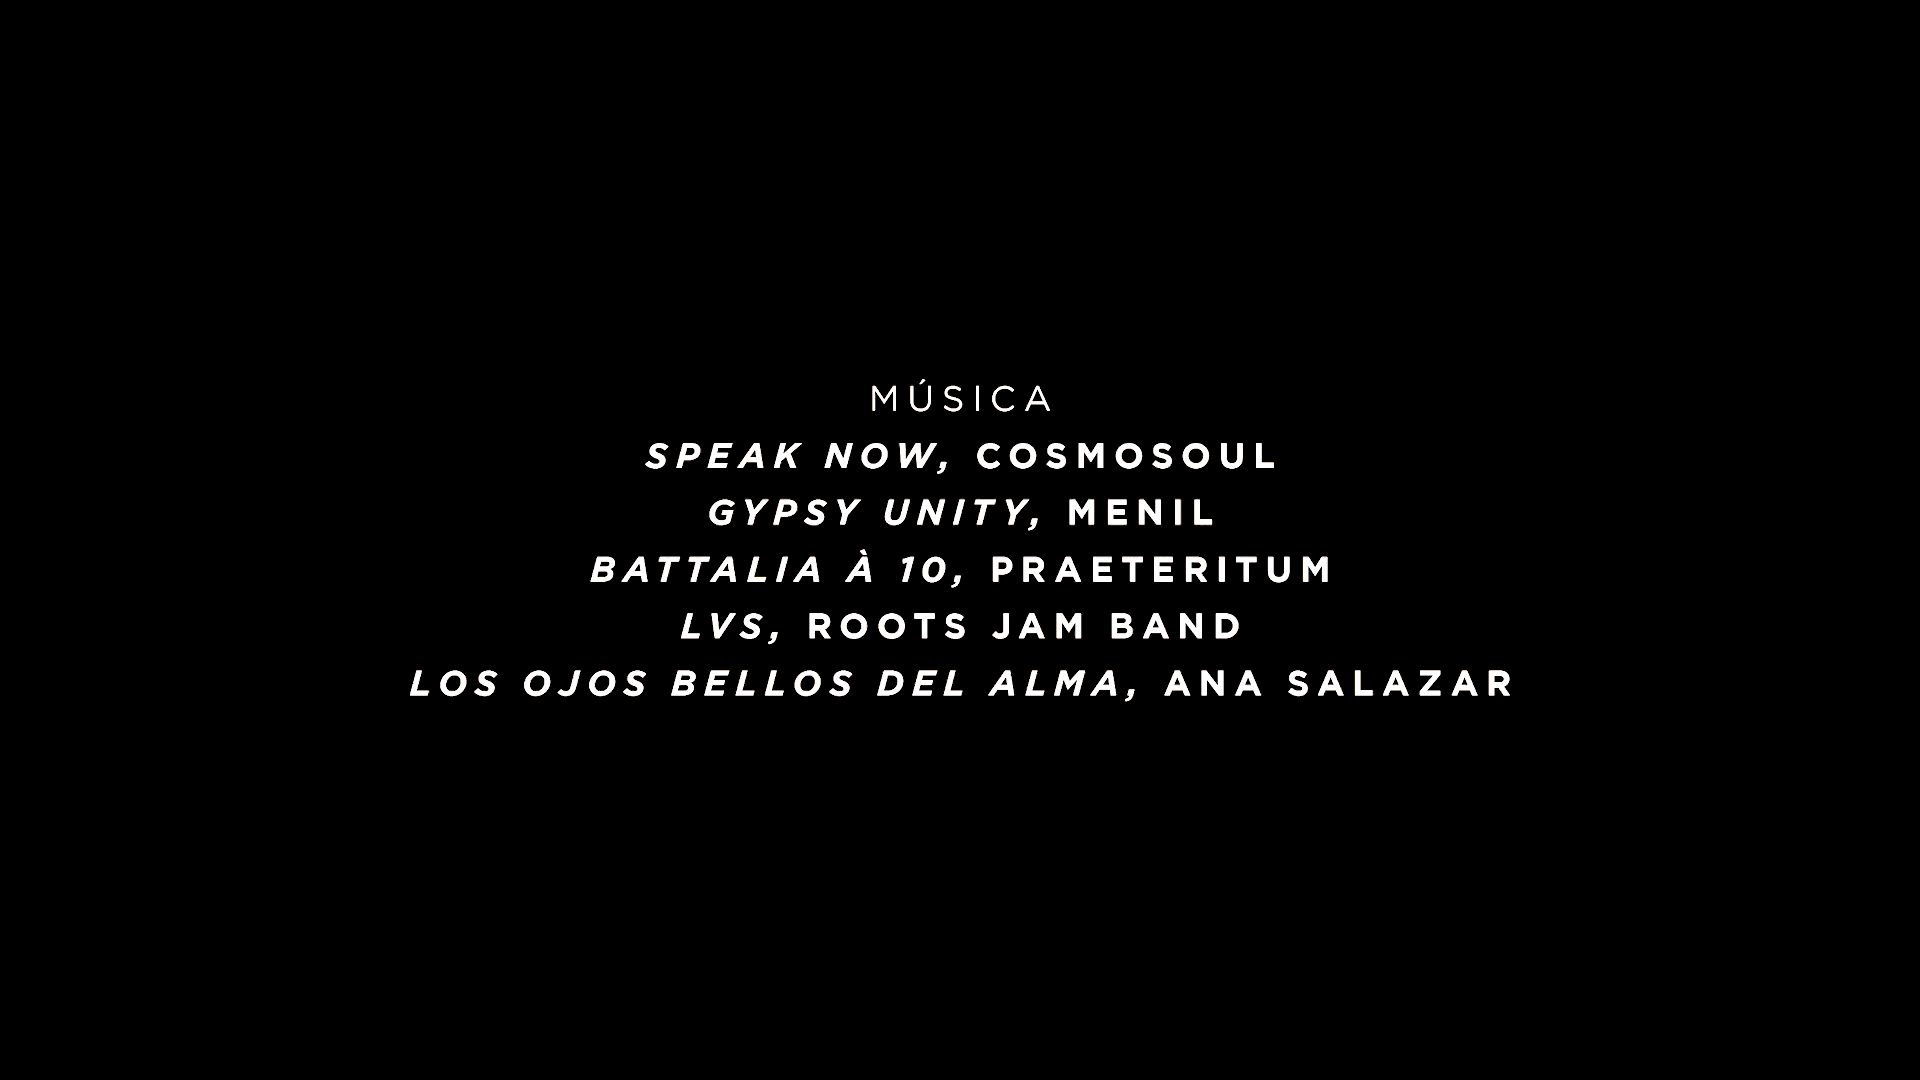 MÚSICA
SPEAK NOW, COSMOSOUL
GYPSY UNITY, MENIL
BATTALIA À 10, PRAETERITUM
LVS, ROOTS JAM BAND
LOS OJOS BELLOS DEL ALMA, ANA SALAZAR